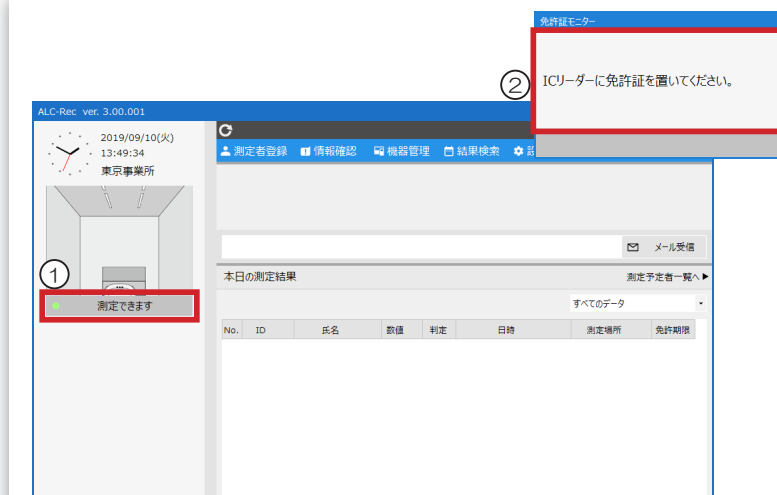 免許証モニター
②
ICリーダーに免許証を置いてください。
ALC-Rec ver. 3.00.001
2019/09/10(火)
13:49:34
東京事業所
測定者登録 情報確認 機器管理 結果検索
メール受信
①
測定できます
本日の測定結果 測定予定者一覧へ▶
すべてのデータ
No. ID 氏名 数値 判定 日時 測定場所 免許期限